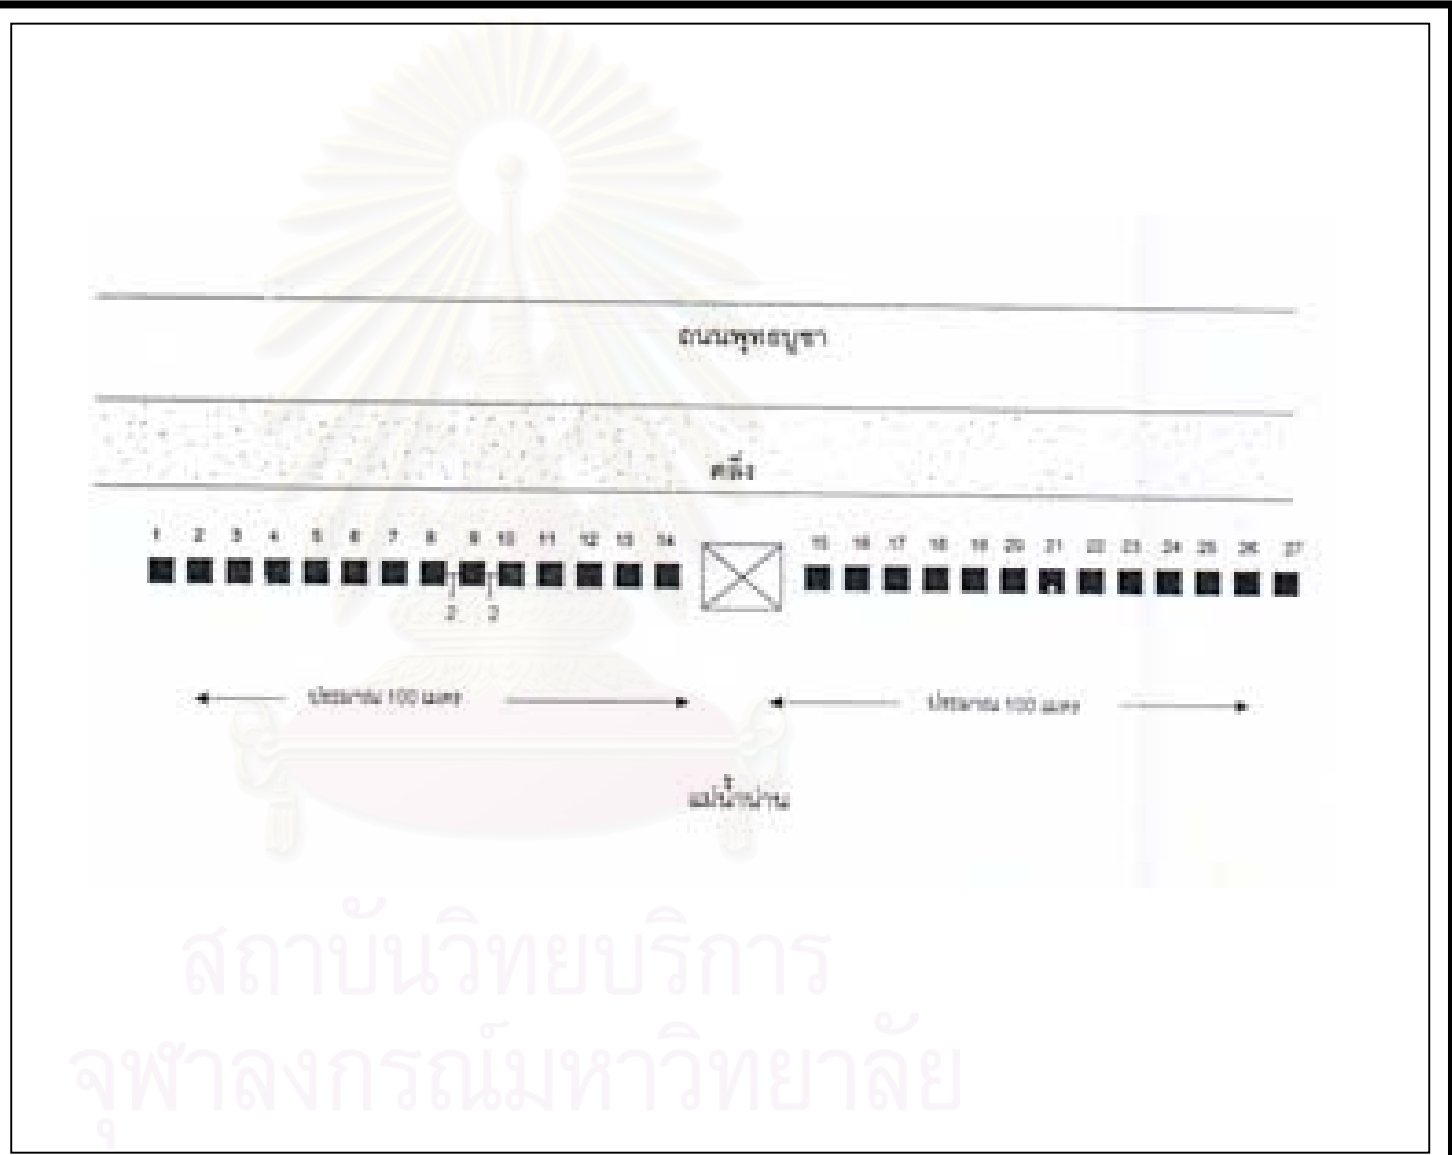 ถนนพุทธบูชา
ตลิ่ง
1 2 3 4 5 6 7 8 9 10 11 12 13 14 15 16 17 18 19 20 21 22 23 24 25 26 27
2 2
ประมาณ 100 เมตร ประมาณ 100 เมตร
แม่น้ำน่าน
สถาบันวิทยบริการ
จุฬาลงกรณ์มหาวิทยาลัย